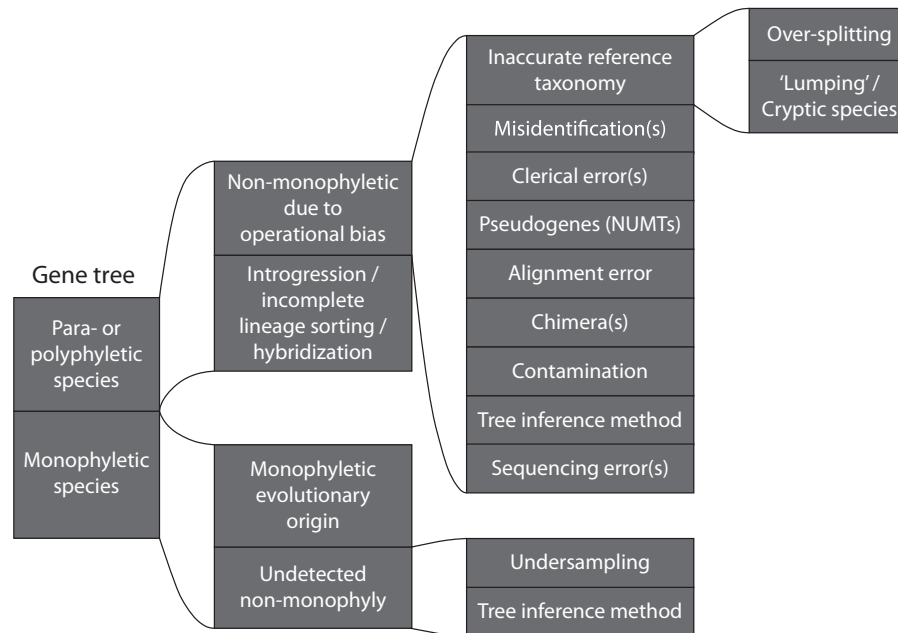 Gene tree
Para- or
polyphyletic
species
Monophyletic
species
Non-monophyletic
due to
operational bias
Introgression /
incomplete
lineage sorting /
hybridization
Monophyletic
evolutionary
origin
Undetected
non-monophyly
Inaccurate reference
taxonomy
Misidentification(s)
Clerical error(s)
Pseudogenes (NUMTs)
Alignment error
Chimera(s)
Contamination
Tree inference method
Sequencing error(s)
Undersampling
Tree inference method
Over-splitting
‘Lumping’ /
Cryptic species